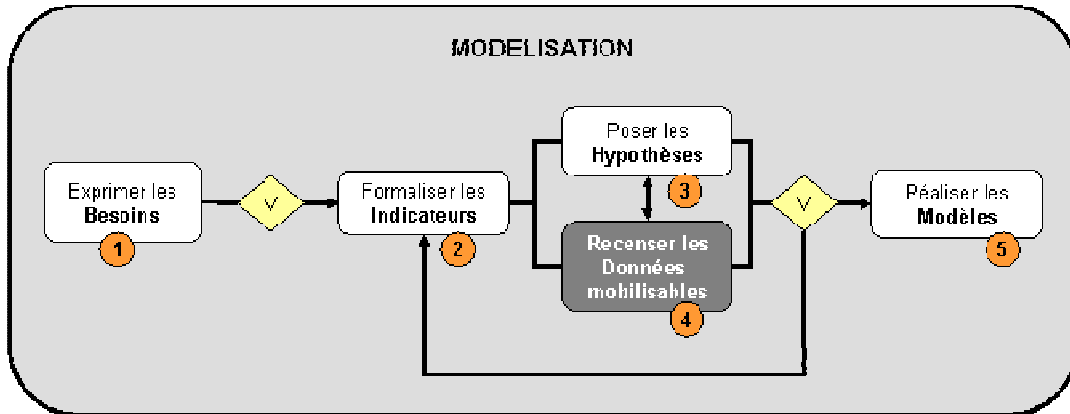 MODELISATION
Exprimer les
Besoins
1
V
Formaliser les
Indicateurs
2
Poser les
Hypothèses
3
Recenser les
Données
mobilisables
4
V
Réaliser les
Modèles
5